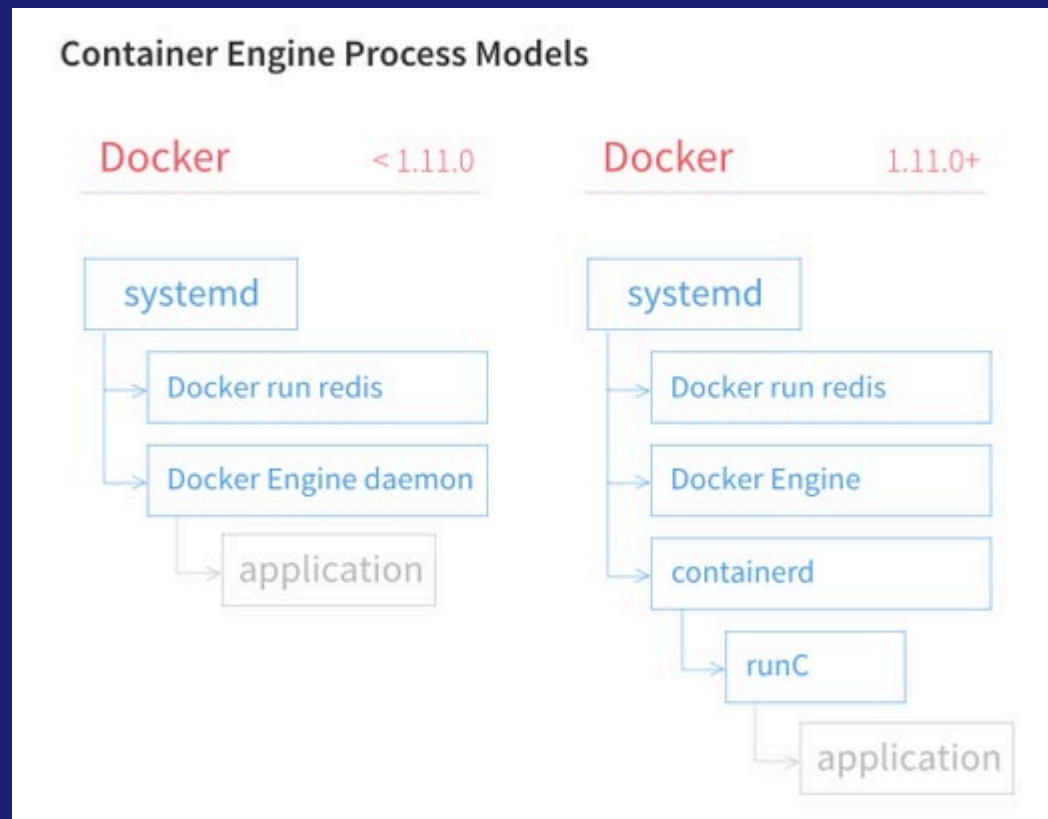 Container Engine Process Models
Docker < 1.11.0
systemd
Docker run redis
Docker Engine daemon
application
Docker 1.11.0+
systemd
Docker run redis
Docker Engine
containerd
runC
application